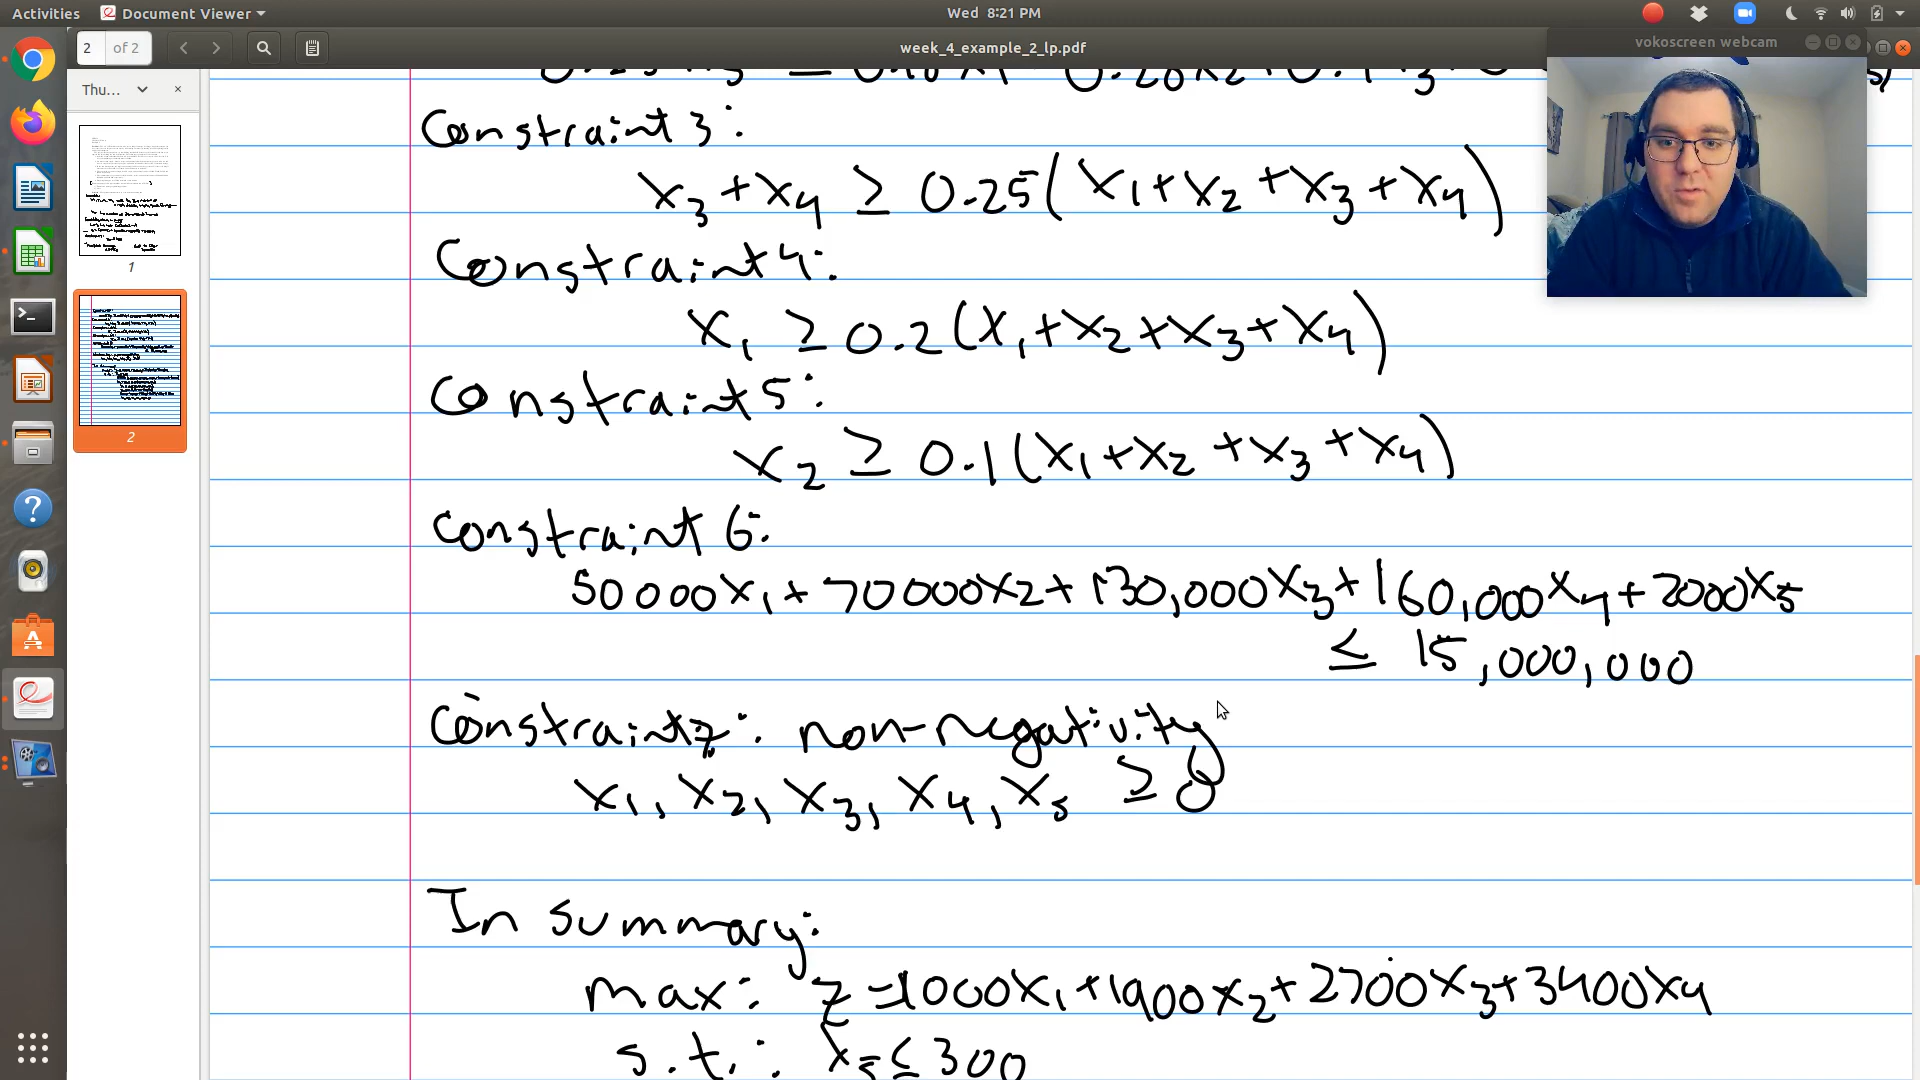 Activities Document Viewer Wed 8:21 PM
2 of 2 week_4_example_2_lp.pdf vokoscreen webcam
Thu...
1
2
Constraint 3:
x3 + x4 ≥ 0.25(x1 + x2 + x3 + x4)
Constraint 4:
x1 ≥ 0.2(x1 + x2 + x3 + x4)
Constraint 5:
x2 ≥ 0.1(x1 + x2 + x3 + x4)
Constraint 6:
50000x1 + 70000x2 + 130,000x3 + 160,000x4 + 2000x5
≤ 15,000,000
Constraint 7: non-negativity
x1, x2, x3, x4, x5 ≥ 0
In summary:
max: z = 1000x1 + 1900x2 + 2700x3 + 3400x4
s.t.: x5 ≤ 300